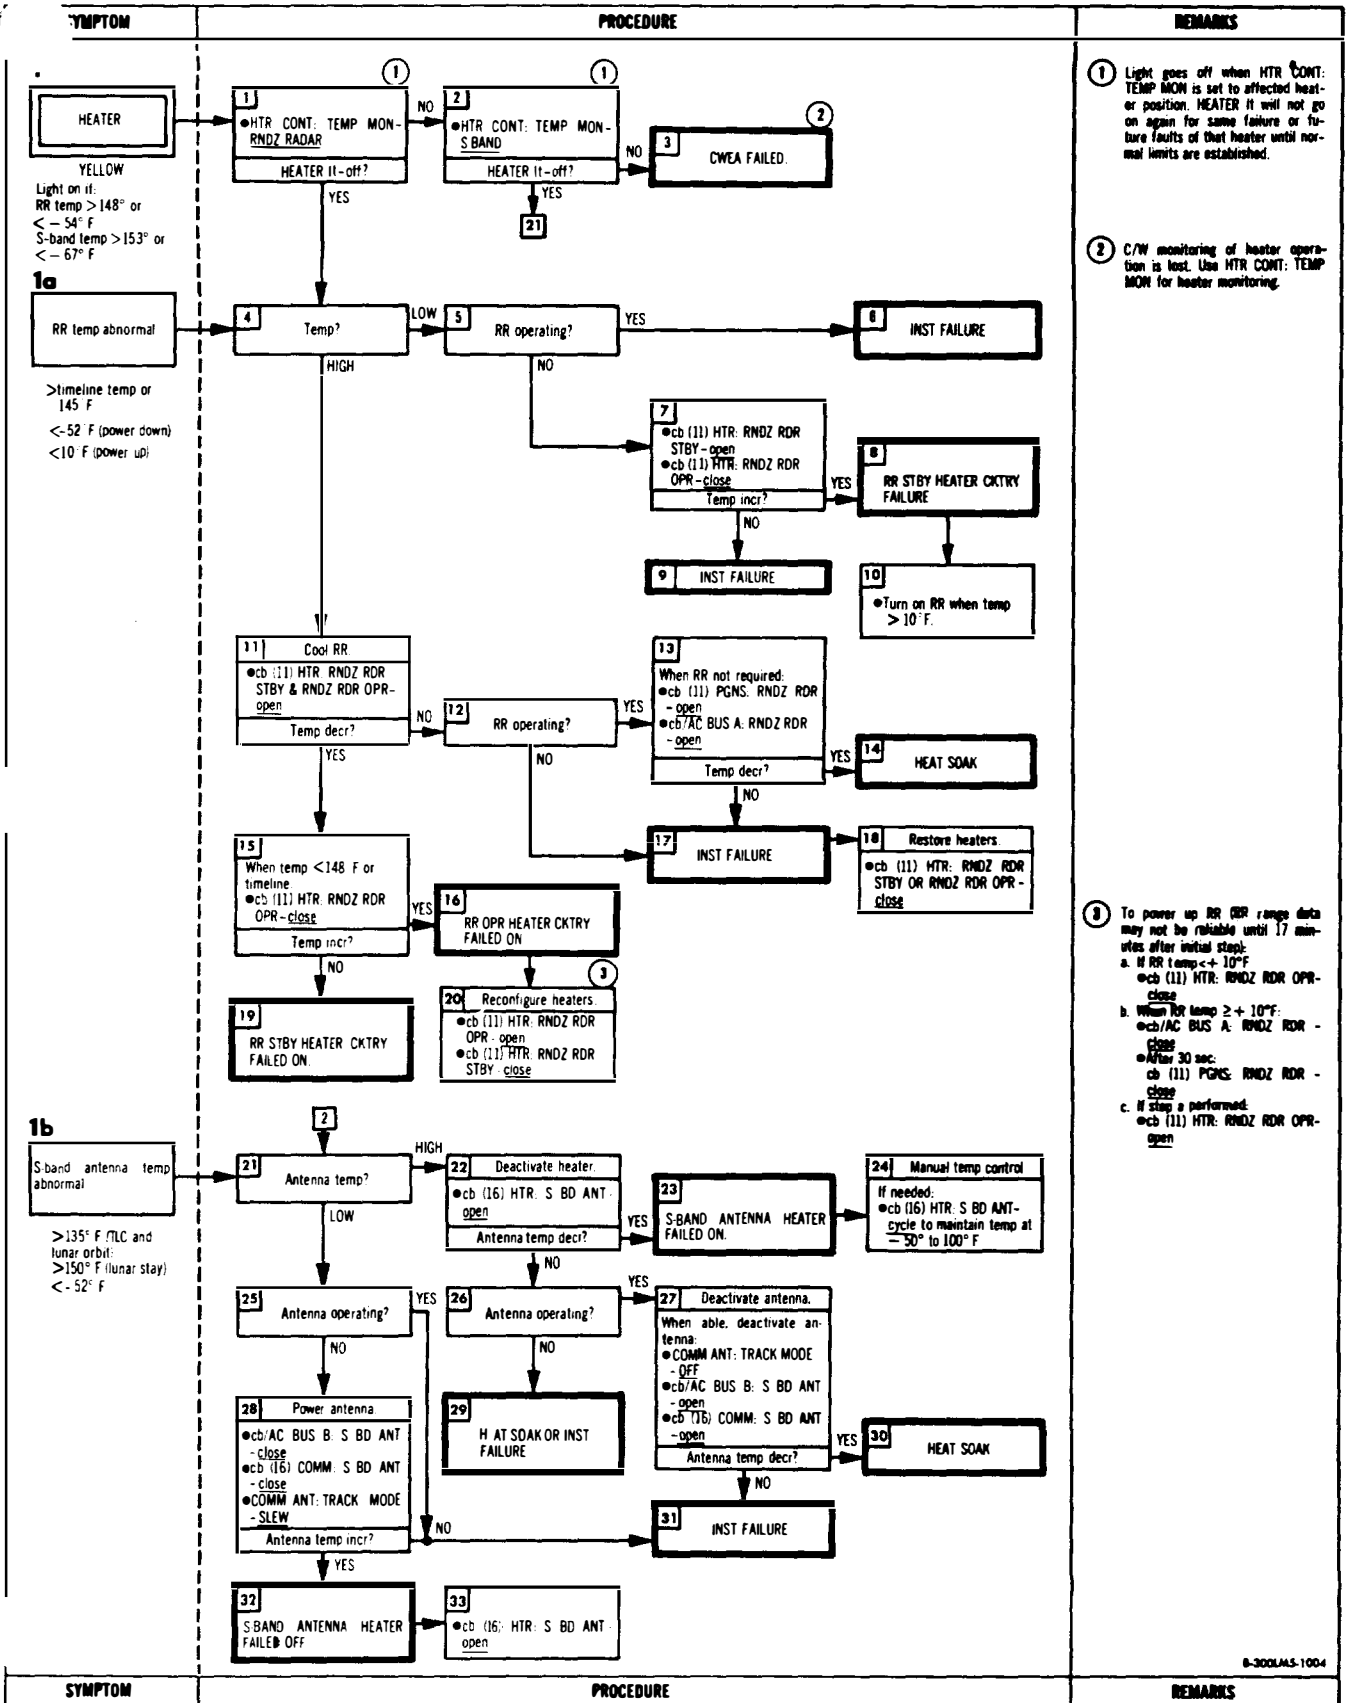 SYMPTOM
PROCEDURE
REMARKS
HEATER
YELLOW
Light on if:
RR temp > 148° or
< – 54° F
S-band temp > 153° or
< – 67° F
1
1
●HTR CONT: TEMP MON-
RNDZ RADAR
HEATER lt-off?
NO
YES
1
2
●HTR CONT: TEMP MON-
S BAND
HEATER lt-off?
NO
YES
21
2
3
CWEA FAILED.
1a
RR temp abnormal
>timeline temp or
145 F
<-52 F (power down)
<10 F (power up)
4
Temp?
LOW
HIGH
5
RR operating?
YES
NO
6
INST FAILURE
7
●cb (11) HTR: RNDZ RDR
STBY-open
●cb (11) HTR: RNDZ RDR
OPR-close
Temp incr?
YES
NO
8
RR STBY HEATER CKTRY
FAILURE
9
INST FAILURE
10
●Turn on RR when temp
> 10°F.
11
Cool RR.
●cb (11) HTR. RNDZ RDR
STBY & RNDZ RDR OPR-
open
Temp decr?
NO
YES
12
RR operating?
YES
NO
13
When RR not required:
●cb (11) PGNS: RNDZ RDR
- open
●cb/AC BUS A: RNDZ RDR
- open
Temp decr?
YES
NO
14
HEAT SOAK
15
When temp <148 F or
timeline.
●cb (11) HTR. RNDZ RDR
OPR-close
Temp incr?
YES
NO
16
RR OPR HEATER CKTRY
FAILED ON
17
INST FAILURE
18
Restore heaters.
●cb (11) HTR: RNDZ RDR
STBY OR RNDZ RDR OPR -
close
19
RR STBY HEATER CKTRY
FAILED ON.
3
20
Reconfigure heaters.
●cb (11) HTR: RNDZ RDR
OPR - open
●cb (11) HTR. RNDZ RDR
STBY - close
1b
S-band antenna temp
abnormal
>135° F /TLC and
lunar orbit:
>150° F (lunar stay)
<- 52° F
2
21
Antenna temp?
HIGH
LOW
22
Deactivate heater.
●cb (16) HTR: S BD ANT -
open
Antenna temp decr?
YES
NO
23
S-BAND ANTENNA HEATER
FAILED ON.
24
Manual temp control
If needed:
●cb (16) HTR: S BD ANT-
cycle to maintain temp at
– 50° to 100° F
25
Antenna operating?
YES
NO
26
Antenna operating?
YES
NO
27
Deactivate antenna.
When able, deactivate an-
tenna:
●COMM ANT: TRACK MODE
- OFF
●cb/AC BUS B: S BD ANT
- open
●cb (16) COMM: S BD ANT
-open
Antenna temp decr?
YES
NO
28
Power antenna.
●cb/AC BUS B: S BD ANT
-close
●cb (16) COMM: S BD ANT
- close
●COMM ANT: TRACK MODE
- SLEW
Antenna temp incr?
NO
YES
29
H AT SOAK OR INST
FAILURE
30
HEAT SOAK
31
INST FAILURE
32
S-BAND ANTENNA HEATER
FAILED OFF
33
●cb (16) HTR: S BD ANT -
open
1 Light goes off when HTR CONT:
TEMP MON is set to affected heat-
er position. HEATER lt will not go
on again for same failure or fu-
ture faults of that heater until nor-
mal limits are established.
2 C/W monitoring of heater opera-
tion is lost. Use HTR CONT: TEMP
MON for heater monitoring.
3 To power up RR (RR range data
may not be reliable until 17 min-
utes after initial step):
a. If RR temp<+ 10°F
●cb (11) HTR: RNDZ RDR OPR-
close
b. When RR temp ≥ + 10°F:
●cb/AC BUS A: RNDZ RDR -
close
●After 30 sec:
cb (11) PGNS: RNDZ RDR -
close
c. If step a performed:
●cb (11) HTR: RNDZ RDR OPR-
open
B-300LM5-1004
SYMPTOM
PROCEDURE
REMARKS